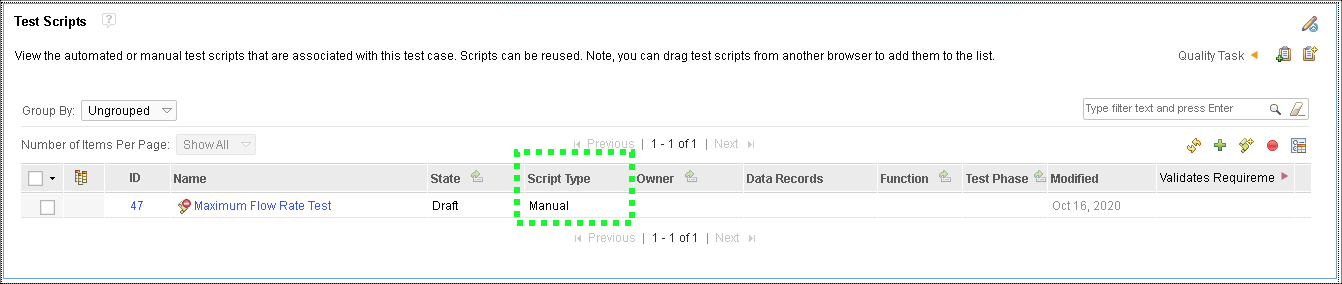 Test Scripts ?
View the automated or manual test scripts that are associated with this test case. Scripts can be reused. Note, you can drag test scripts from another browser to add them to the list.
Quality Task
Group By: Ungrouped
Type filter text and press Enter
Number of Items Per Page: Show All
Previous | 1 - 1 of 1 | Next
ID Name State Script Type Owner Data Records Function Test Phase Modified Validates Requireme
47 Maximum Flow Rate Test Draft Manual Oct 16, 2020
Previous | 1 - 1 of 1 | Next